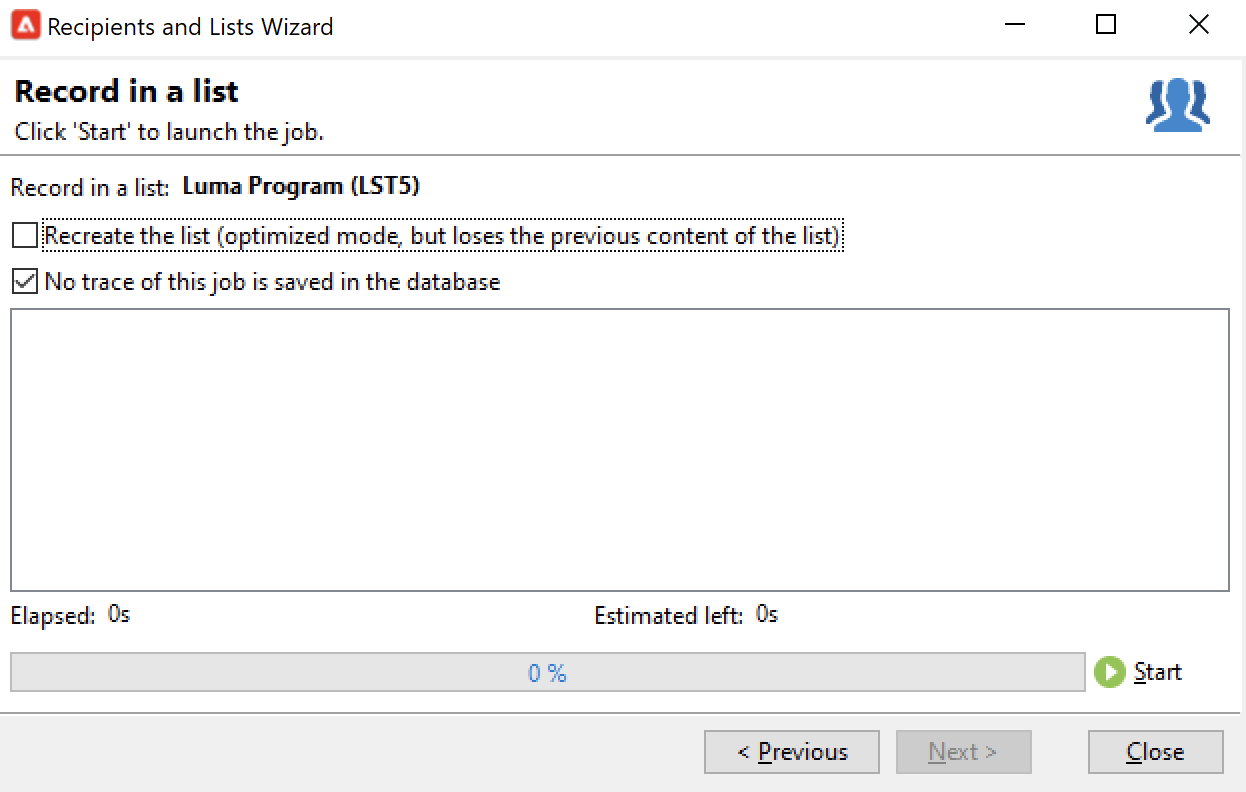 Recipients and Lists Wizard
Record in a list
Click 'Start' to launch the job.
Record in a list: Luma Program (LST5)
Recreate the list (optimized mode, but loses the previous content of the list)
No trace of this job is saved in the database
Elapsed: 0s Estimated left: 0s
0 % Start
< Previous Next > Close